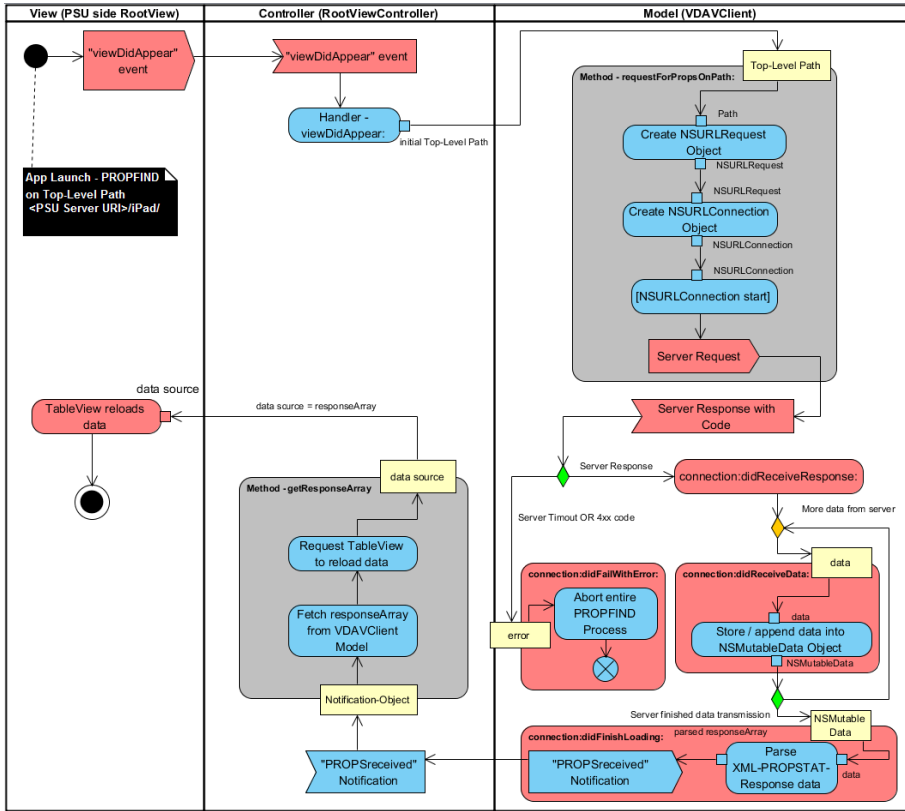 View (PSU side RootView)
Controller (RootViewController)
Model (VDAVClient)
"viewDidAppear"
event
"viewDidAppear" event
Handler -
viewDidAppear:
initial Top-Level Path
App Launch - PROPFIND
on Top-Level Path
<PSU Server URI>/iPad/
Top-Level Path
Method - requestForPropsOnPath:
Path
Create NSURLRequest
Object
NSURLRequest
NSURLRequest
Create NSURLConnection
Object
NSURLConnection
NSURLConnection
[NSURLConnection start]
Server Request
Server Response with
Code
Server Response
connection:didReceiveResponse:
Server Timout OR 4xx code
More data from server
data
connection:didReceiveData:
data
Store / append data into
NSMutableData Object
NSMutableData
connection:didFailWithError:
Abort entire
PROPFIND
Process
error
Server finished data transmission
NSMutable
Data
connection:didFinishLoading:
parsed responseArray
Parse
XML-PROPSTAT-
Response data
data
"PROPSreceived"
Notification
"PROPSreceived"
Notification
Notification-Object
Fetch responseArray
from VDAVClient
Model
Request TableView
to reload data
Method - getResponseArray
data source
data source = responseArray
data source
TableView reloads
data